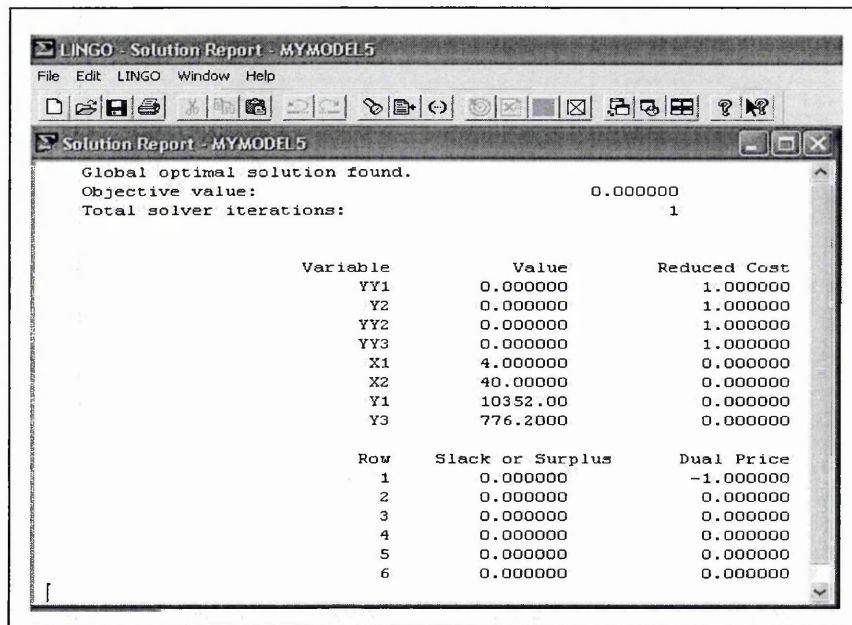 LINGO - Solution Report - MYMODEL5
File Edit LINGO Window Help
Solution Report - MYMODEL5
Global optimal solution found.
Objective value: 0.000000
Total solver iterations: 1
Variable Value Reduced Cost
YY1 0.000000 1.000000
Y2 0.000000 1.000000
YY2 0.000000 1.000000
YY3 0.000000 1.000000
X1 4.000000 0.000000
X2 40.00000 0.000000
Y1 10352.00 0.000000
Y3 776.2000 0.000000
Row Slack or Surplus Dual Price
1 0.000000 -1.000000
2 0.000000 0.000000
3 0.000000 0.000000
4 0.000000 0.000000
5 0.000000 0.000000
6 0.000000 0.000000